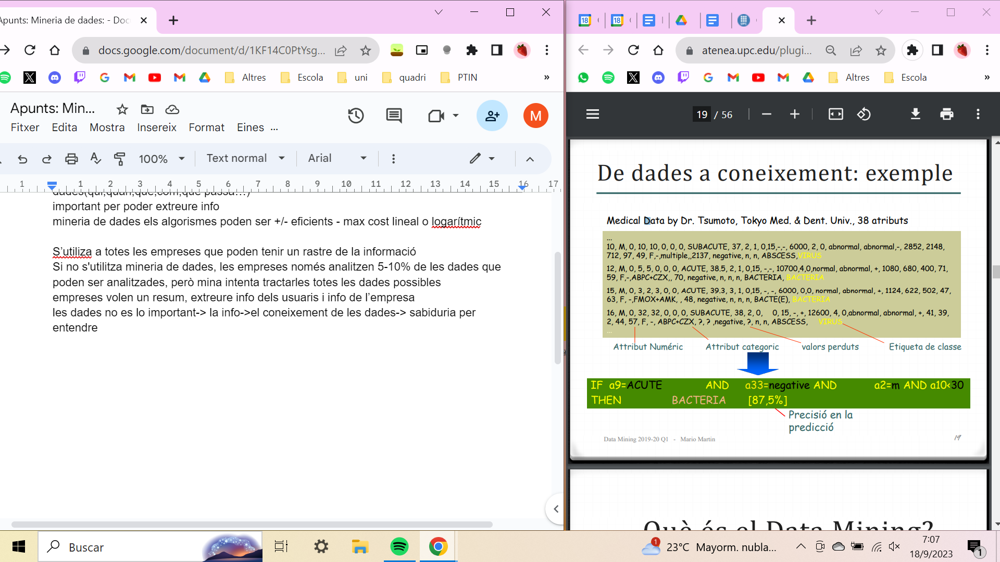 Apunts: Mineria de dades: - Doc
docs.google.com/document/d/1KF14C0PtYsg...
Altres
Escola
uni
quadri
PTIN
»
Apunts: Min...
Fitxer Edita Mostra Insereix Format Eines ...
M
100% Text normal Arial
1 1 2 3 4 5 6 7 8 9 10 11 12 13 14 15 16 17
dades(qui,quan,que,com,que passa...)
important per poder extreure info
mineria de dades els algorismes poden ser +/- eficients - max cost lineal o logarítmic
S'utiliza a totes les empreses que poden tenir un rastre de la informació
Si no s'utilitza mineria de dades, les empreses només analitzen 5-10% de les dades que
poden ser analitzades, però mina intenta tractarles totes les dades possibles
empreses volen un resum, extreure info dels usuaris i info de l'empresa
les dades no es lo important-> la info->el coneixement de les dades-> sabiduria per
entendre
18
18
UPC
atenea.upc.edu/plugi...
Altres
Escola
»
19 / 56
De dades a coneixement: exemple
Medical Data by Dr. Tsumoto, Tokyo Med. & Dent. Univ., 38 atributs
...
10, M, 0, 10, 10, 0, 0, 0, SUBACUTE, 37, 2, 1, 0,15,-,-, 6000, 2, 0, abnormal, abnormal,-, 2852, 2148,
712, 97, 49, F,-,multiple,,2137, negative, n, n, ABSCESS,VIRUS
12, M, 0, 5, 5, 0, 0, 0, ACUTE, 38.5, 2, 1, 0,15, -,-, 10700,4,0,normal, abnormal, +, 1080, 680, 400, 71,
59, F,-,ABPC+CZX,, 70, negative, n, n, n, BACTERIA, BACTERIA
15, M, 0, 3, 2, 3, 0, 0, ACUTE, 39.3, 3, 1, 0,15, -, -, 6000, 0,0, normal, abnormal, +, 1124, 622, 502, 47,
63, F, -,FMOX+AMK, , 48, negative, n, n, n, BACTE(E), BACTERIA
16, M, 0, 32, 32, 0, 0, 0, SUBACUTE, 38, 2, 0, 0, 15, -, +, 12600, 4, 0,abnormal, abnormal, +, 41, 39,
2, 44, 57, F, -, ABPC+CZX, ?, ? ,negative, ?, n, n, ABSCESS, VIRUS
...
Attribut Numéric Attribut categoric valors perduts Etiqueta de classe
IF a9=ACUTE AND a33=negative AND a2=m AND a10<30
THEN BACTERIA [87,5%]
Precisió en la
predicció
Data Mining 2019-20 Q1 - Mario Martin
19
Què és el Data Mining?
Buscar
1
23°C Mayorm. nubla...
7:07
18/9/2023
1